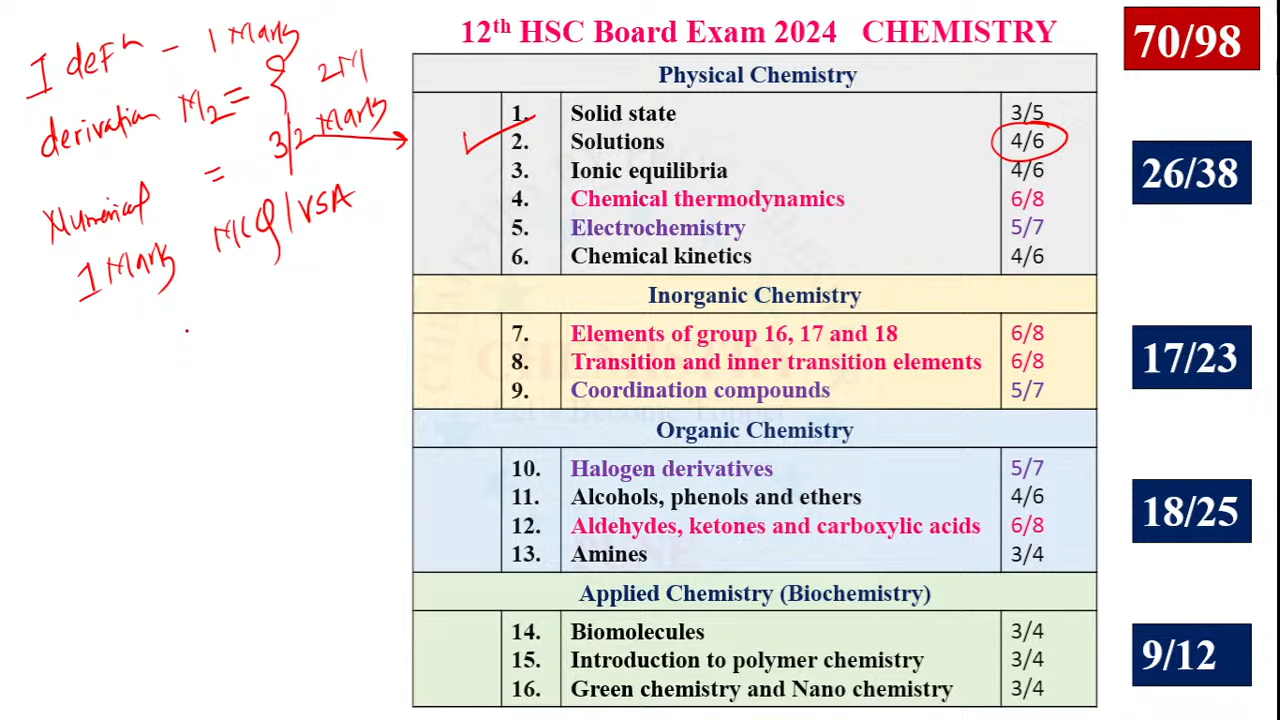 12th HSC Board Exam 2024 CHEMISTRY
70/98
I defn - 1 Mark
derivation M2 = { 2M
3/2 Mark
Numerical =
1 Mark MCQ/VSA
Physical Chemistry
1. Solid state 3/5
2. Solutions 4/6
3. Ionic equilibria 4/6
4. Chemical thermodynamics 6/8
5. Electrochemistry 5/7
6. Chemical kinetics 4/6
26/38
Inorganic Chemistry
7. Elements of group 16, 17 and 18 6/8
8. Transition and inner transition elements 6/8
9. Coordination compounds 5/7
17/23
Organic Chemistry
10. Halogen derivatives 5/7
11. Alcohols, phenols and ethers 4/6
12. Aldehydes, ketones and carboxylic acids 6/8
13. Amines 3/4
18/25
Applied Chemistry (Biochemistry)
14. Biomolecules 3/4
15. Introduction to polymer chemistry 3/4
16. Green chemistry and Nano chemistry 3/4
9/12